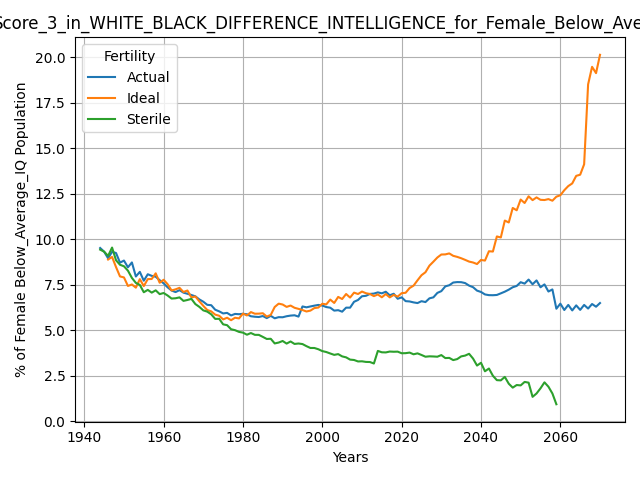 Score_3_in_WHITE_BLACK_DIFFERENCE_INTELLIGENCE_for_Female_Below_Ave
Fertility
Actual
Ideal
Sterile
% of Female Below_Average_IQ Population
20.0
17.5
15.0
12.5
10.0
7.5
5.0
2.5
0.0
1940 1960 1980 2000 2020 2040 2060
Years